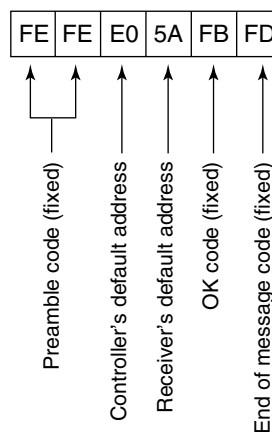 FE FE E0 5A FB FD
Preamble code (fixed)
Controller's default address
Receiver's default address
OK code (fixed)
End of message code (fixed)